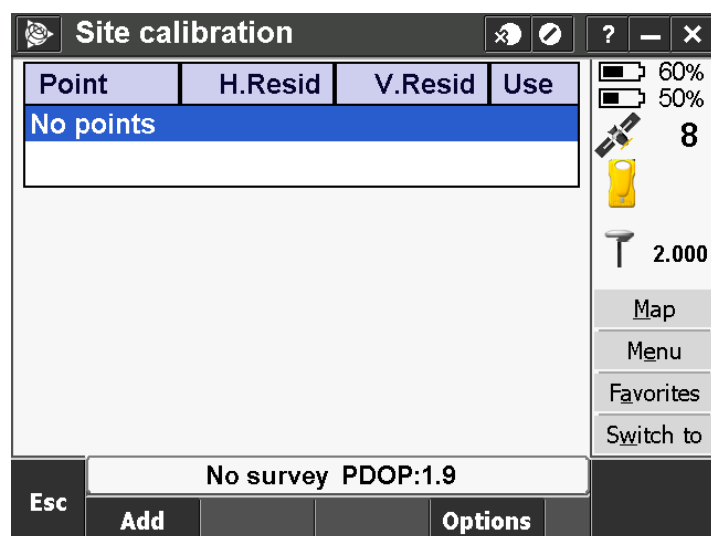 Site calibration
? – ×
Point H.Resid V.Resid Use
No points
60%
50%
8
2.000
Map
Menu
Favorites
Switch to
No survey PDOP:1.9
Esc
Add Options